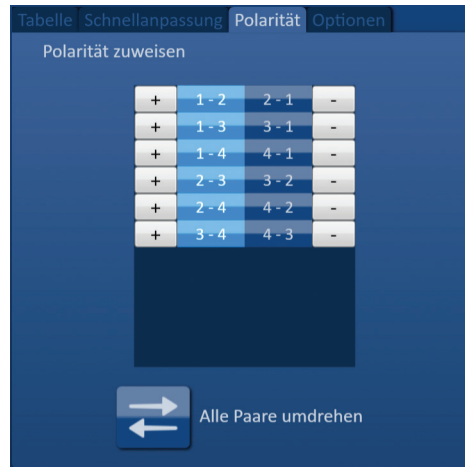 Tabelle Schnellanpassung Polarität Optionen
Polarität zuweisen
+ 1 - 2 2 - 1 -
+ 1 - 3 3 - 1 -
+ 1 - 4 4 - 1 -
+ 2 - 3 3 - 2 -
+ 2 - 4 4 - 2 -
+ 3 - 4 4 - 3 -
Alle Paare umdrehen